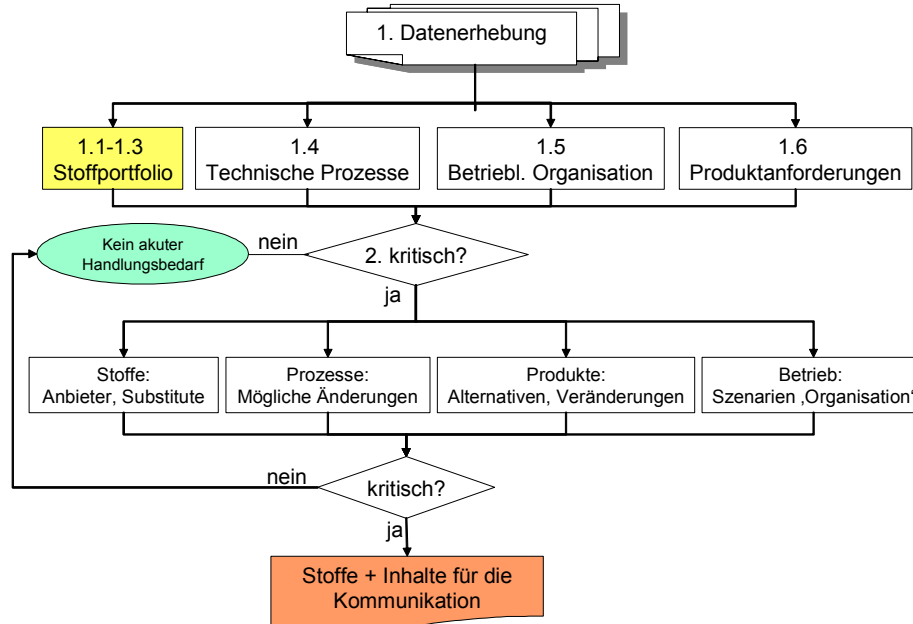 1. Datenerhebung
1.1-1.3
Stoffportfolio
1.4
Technische Prozesse
1.5
Betriebl. Organisation
1.6
Produktanforderungen
Kein akuter
Handlungsbedarf
nein
2. kritisch?
ja
Stoffe:
Anbieter, Substitute
Prozesse:
Mögliche Änderungen
Produkte:
Alternativen, Veränderungen
Betrieb:
Szenarien ‚Organisation‘
nein
kritisch?
ja
Stoffe + Inhalte für die
Kommunikation